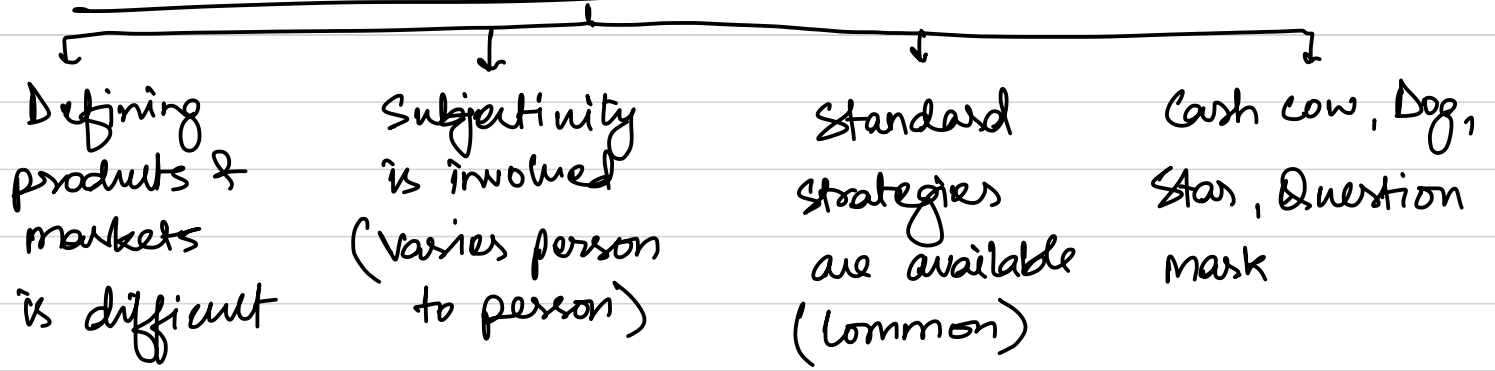 Defining
products &
markets
is difficult
Subjectivity
is involved
(varies person
to person)
Standard
strategies
are available
(common)
Cash cow, Dog,
Star, Question
mark